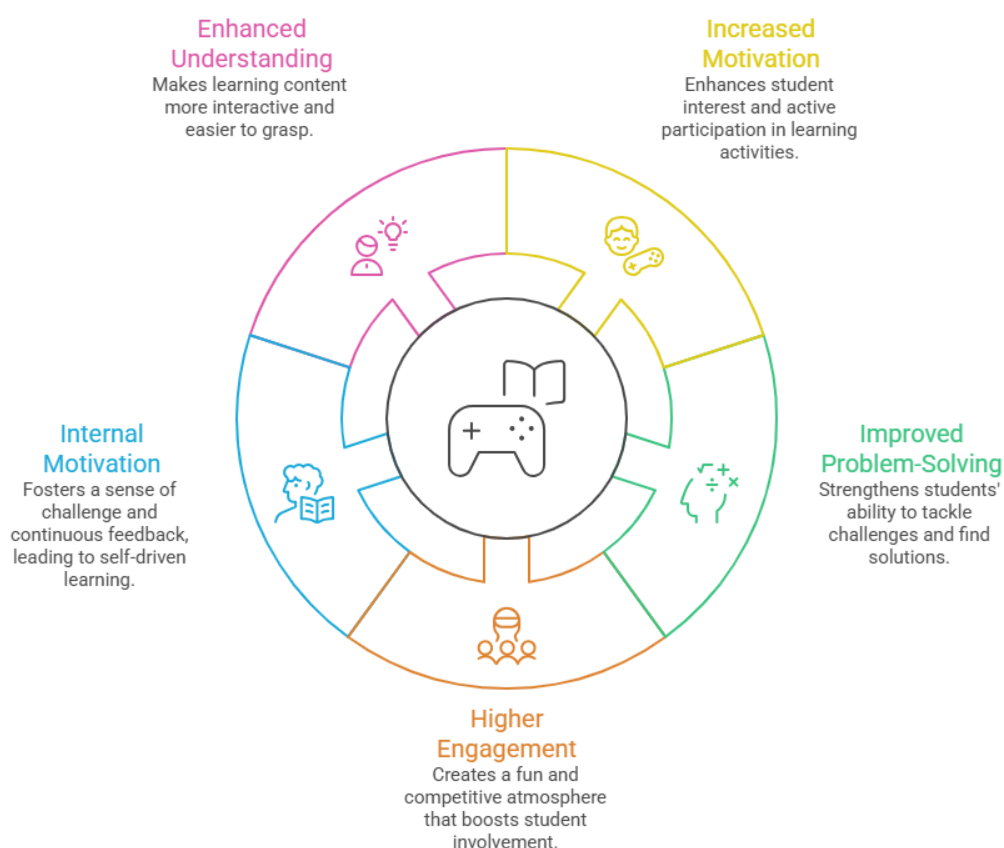 Enhanced
Understanding
Makes learning content
more interactive and
easier to grasp.
Increased
Motivation
Enhances student
interest and active
participation in learning
activities.
Internal
Motivation
Fosters a sense of
challenge and
continuous feedback,
leading to self-driven
learning.
Improved
Problem-Solving
Strengthens students'
ability to tackle
challenges and find
solutions.
Higher
Engagement
Creates a fun and
competitive atmosphere
that boosts student
involvement.